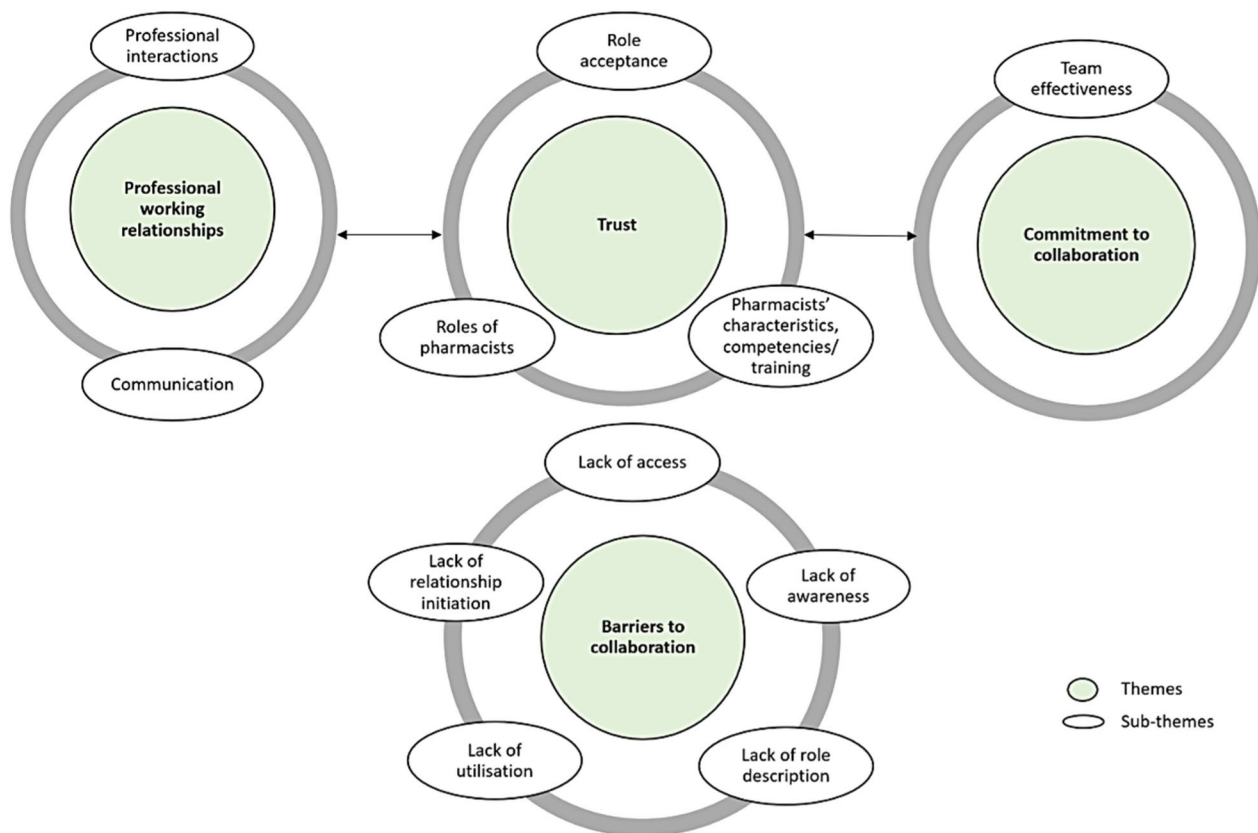 Professional
interactions
Professional
working
relationships
Communication
Role
acceptance
Trust
Roles of
pharmacists
Pharmacists’
characteristics,
competencies/
training
Team
effectiveness
Commitment to
collaboration
Lack of access
Lack of
relationship
initiation
Lack of
awareness
Barriers to
collaboration
Lack of
utilisation
Lack of role
description
Themes
Sub-themes